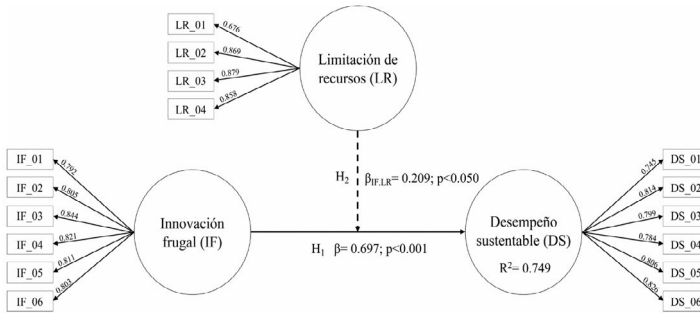 LR_01
0.676
LR_02
0.869
LR_03
0.879
LR_04
0.858
Limitación de
recursos (LR)
IF_01
0.792
IF_02
0.805
IF_03
0.844
IF_04
0.821
IF_05
0.811
IF_06
0.803
Innovación
frugal (IF)
H2 βIF.LR= 0.209; p<0.050
H1 β= 0.697; p<0.001
Desempeño
sustentable (DS)
R²= 0.749
DS_01
0.745
DS_02
0.814
DS_03
0.799
DS_04
0.784
DS_05
0.806
DS_06
0.826